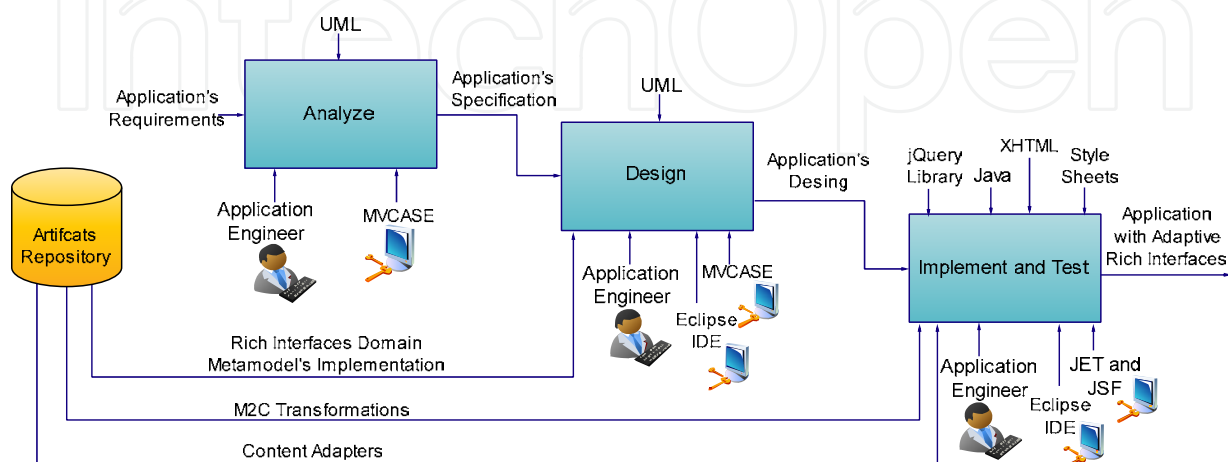 IntechOpen
UML
Application's
Requirements
Analyze
Application's
Specification
UML
Design
Application's
Desing
jQuery
Library
Java
XHTML
Style
Sheets
Application
with Adaptive
Rich Interfaces
Implement and Test
Artifcats
Repository
Application
Engineer
MVCASE
Application
Engineer
Eclipse
IDE
MVCASE
Application
Engineer
Eclipse
IDE
JET and
JSF
Rich Interfaces Domain
Metamodel's Implementation
M2C Transformations
Content Adapters